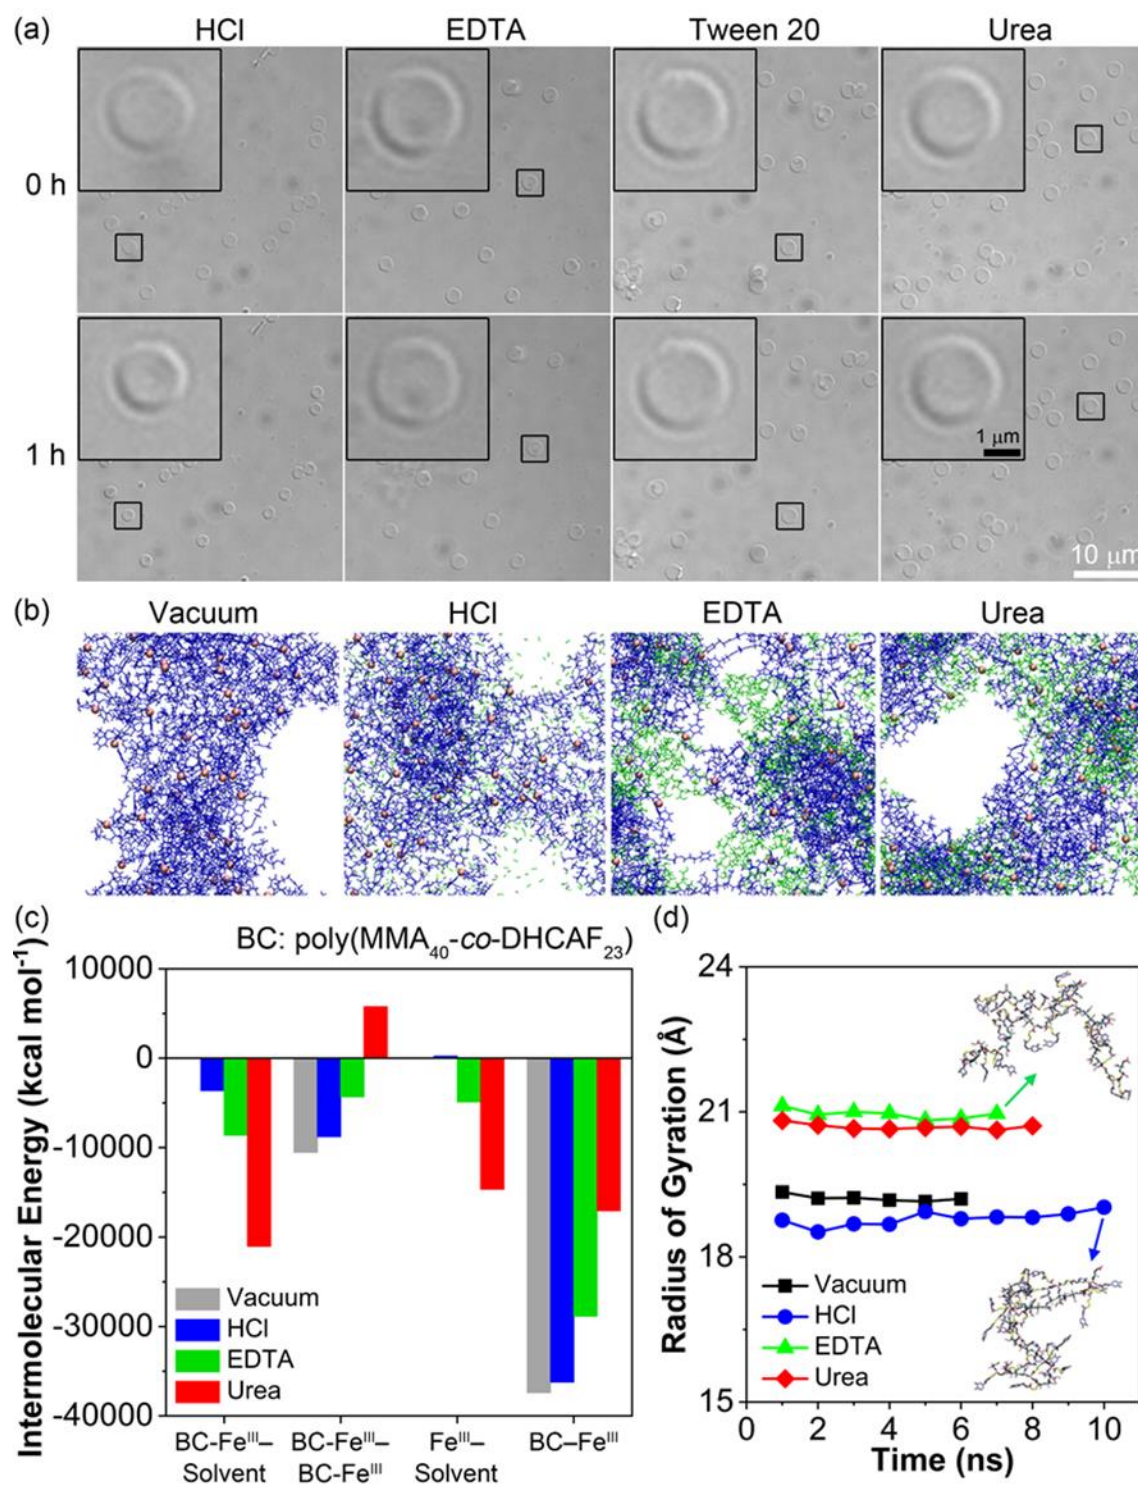 (a)
HCl EDTA Tween 20 Urea
0 h
1 h
1 μm
10 μm
(b)
Vacuum HCl EDTA Urea
(c)
BC: poly(MMA₄₀-co-DHCAF₂₃)
Intermolecular Energy (kcal mol⁻¹)
10000
0
-10000
-20000
-30000
-40000
Vacuum
HCl
EDTA
Urea
BC-Feᴵᴵᴵ– BC-Feᴵᴵᴵ– Feᴵᴵᴵ– BC–Feᴵᴵᴵ
Solvent BC-Feᴵᴵᴵ Solvent
(d)
Radius of Gyration (Å)
24
21
18
15
Vacuum
HCl
EDTA
Urea
0 2 4 6 8 10
Time (ns)